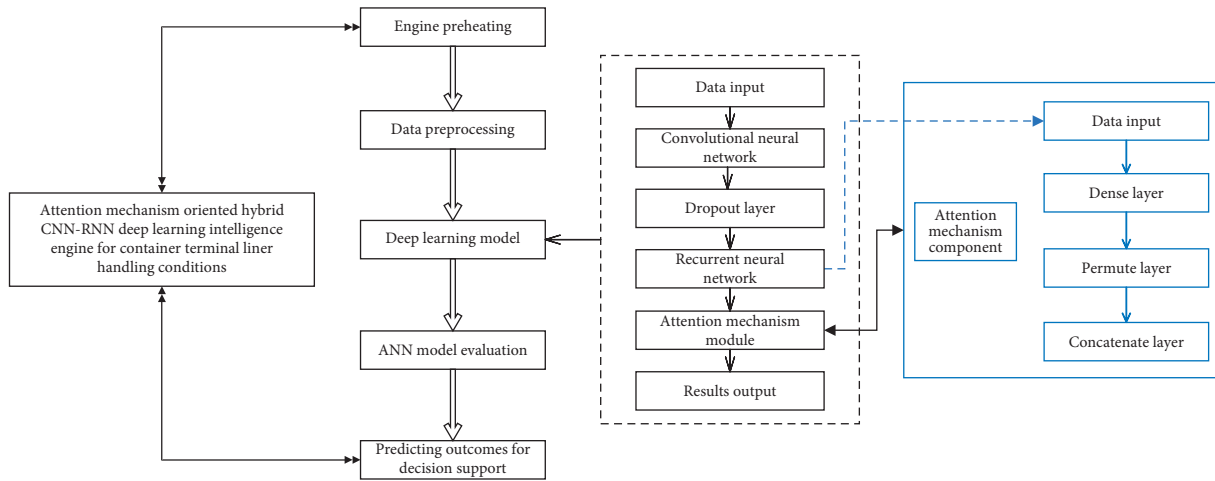 Engine preheating
Data preprocessing
Attention mechanism oriented hybrid
CNN-RNN deep learning intelligence
engine for container terminal liner
handling conditions
Deep learning model
ANN model evaluation
Predicting outcomes for
decision support
Data input
Convolutional neural
network
Dropout layer
Recurrent neural
network
Attention mechanism
module
Results output
Attention
mechanism
component
Data input
Dense layer
Permute layer
Concatenate layer